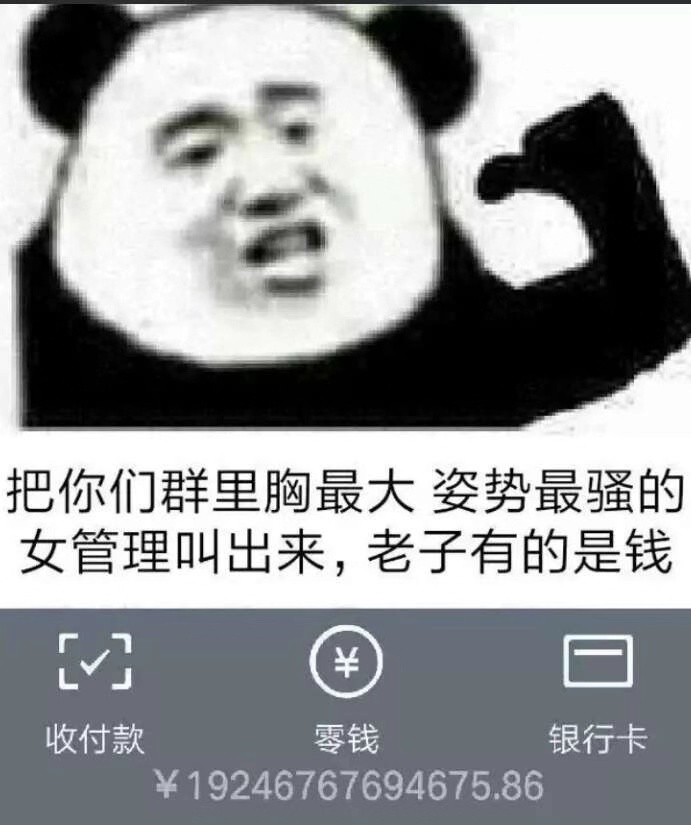 把你们群里胸最大 姿势最骚的
女管理叫出来，老子有的是钱
收付款 零钱 银行卡
¥19246767694675.86